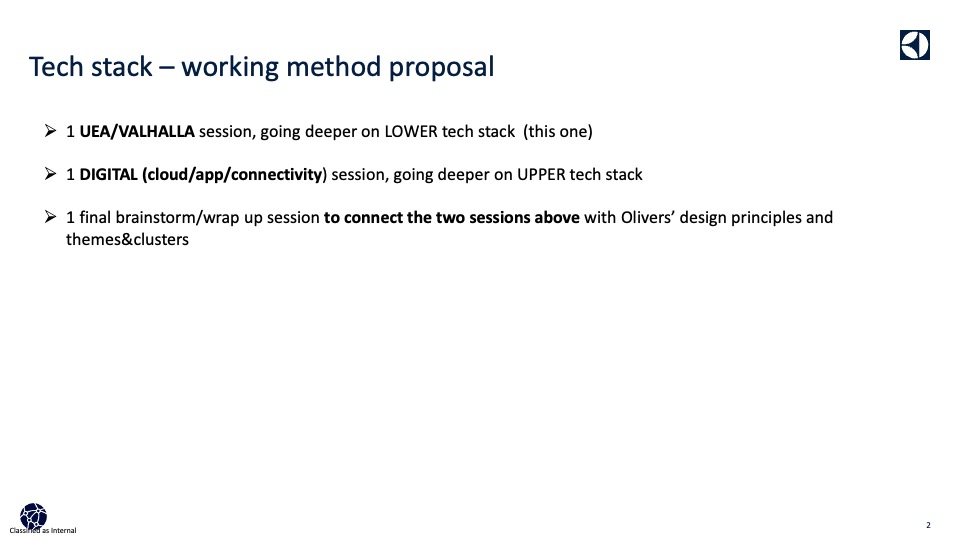 Tech stack – working method proposal
➢ 1 UEA/VALHALLA session, going deeper on LOWER tech stack (this one)
➢ 1 DIGITAL (cloud/app/connectivity) session, going deeper on UPPER tech stack
➢ 1 final brainstorm/wrap up session to connect the two sessions above with Olivers’ design principles and
themes&clusters
Classified as Internal
2